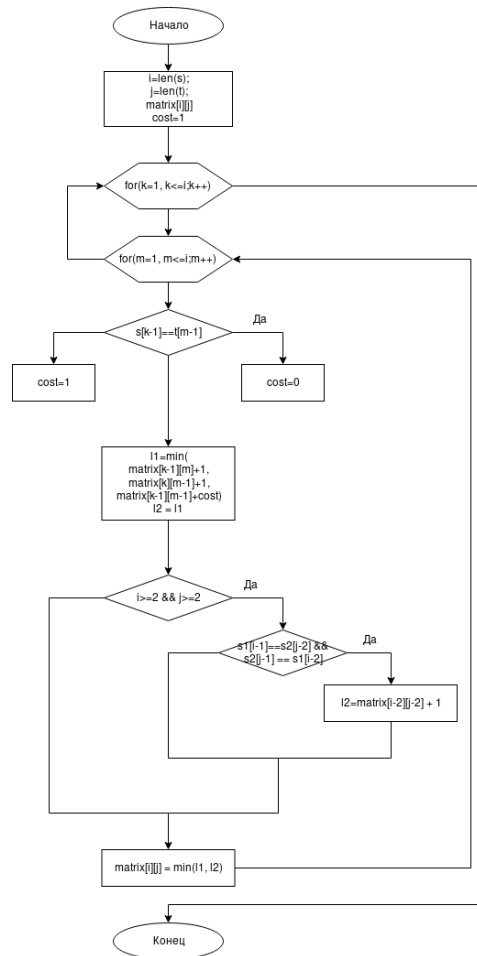 Начало
i=len(s);
j=len(t);
matrix[i][j]
cost=1
for(k=1, k<=i;k++)
for(m=1, m<=i;m++)
s[k-1]==t[m-1]
Да
cost=1
cost=0
l1=min(
matrix[k-1][m]+1,
matrix[k][m-1]+1,
matrix[k-1][m-1]+cost)
l2 = l1
i>=2 && j>=2
Да
s1[i-1]==s2[j-2] &&
s2[j-1] == s1[i-2]
Да
l2=matrix[i-2][j-2] + 1
matrix[i][j] = min(l1, l2)
Конец